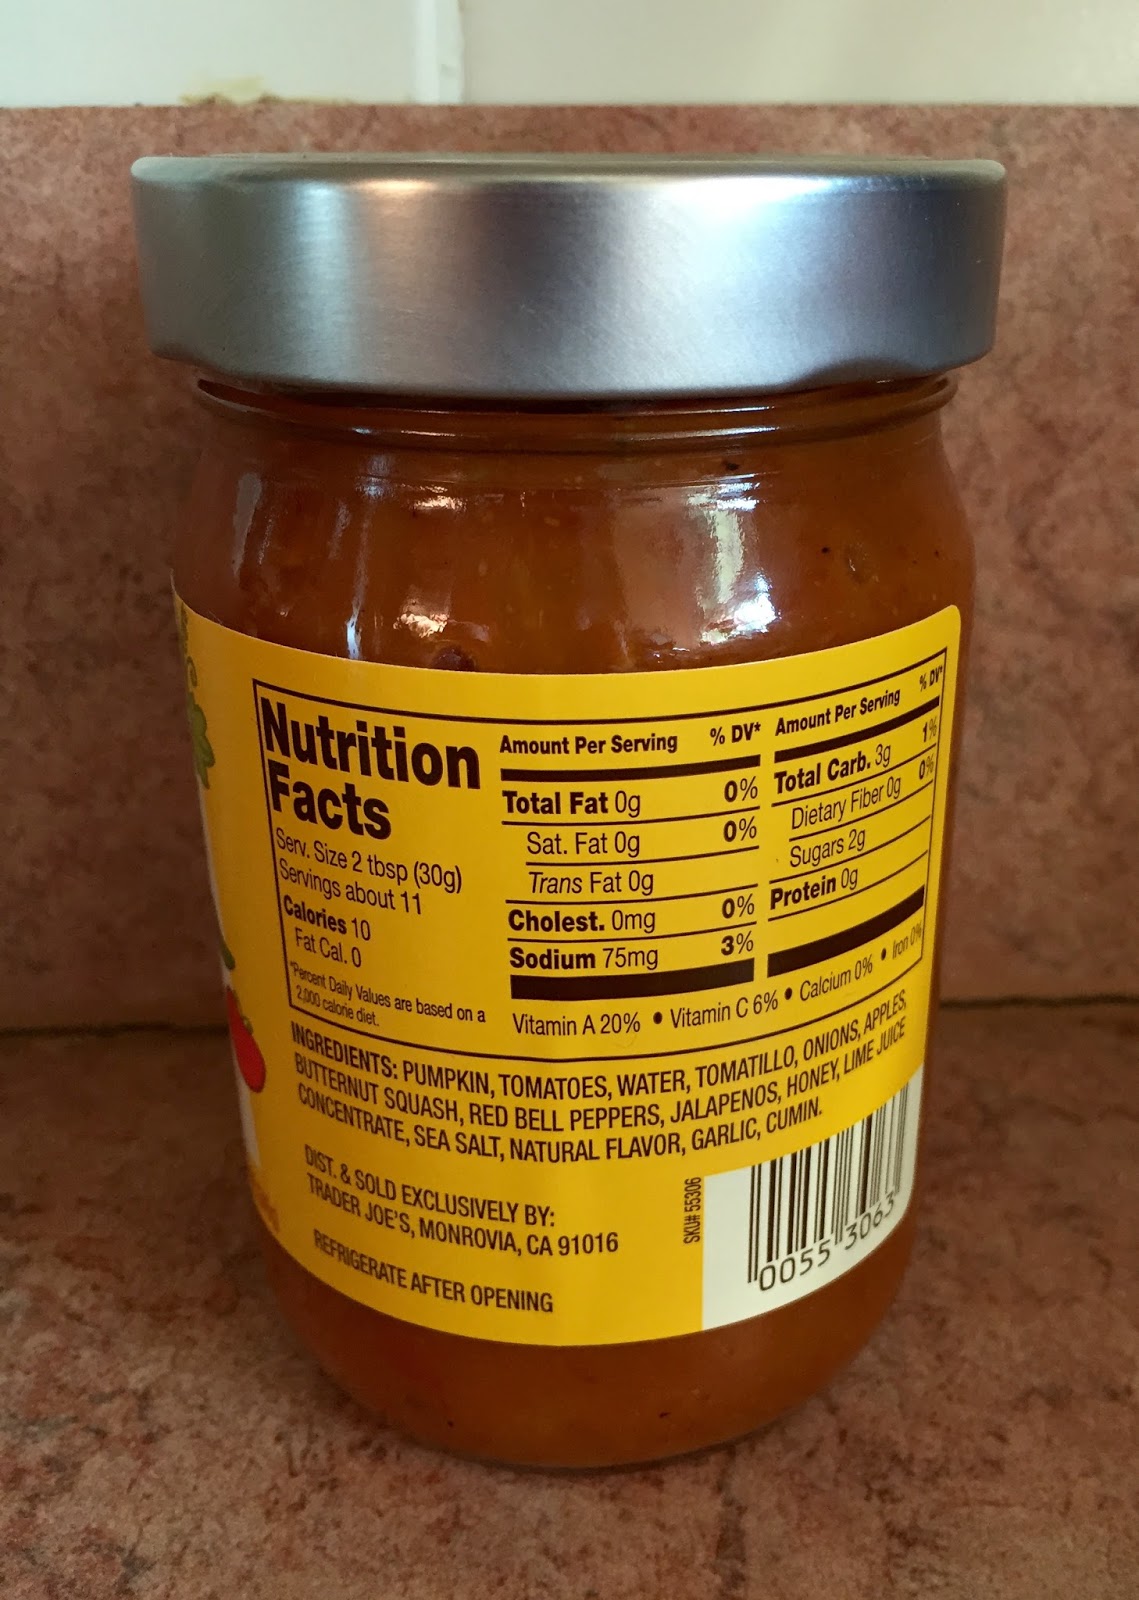 Nutrition
Facts
Serv. Size 2 tbsp (30g)
Servings about 11
Calories 10
Fat Cal. 0
*Percent Daily Values are based on a
2,000 calorie diet.
Amount Per Serving % DV*
Total Fat 0g 0%
Sat. Fat 0g 0%
Trans Fat 0g
Cholest. 0mg 0%
Sodium 75mg 3%
Amount Per Serving % DV*
Total Carb. 3g 1%
Dietary Fiber 0g 0%
Sugars 2g
Protein 0g
Vitamin A 20% • Vitamin C 6% • Calcium 0% • Iron 0%
INGREDIENTS: PUMPKIN, TOMATOES, WATER, TOMATILLO, ONIONS, APPLES,
BUTTERNUT SQUASH, RED BELL PEPPERS, JALAPENOS, HONEY, LIME JUICE
CONCENTRATE, SEA SALT, NATURAL FLAVOR, GARLIC, CUMIN.
DIST. & SOLD EXCLUSIVELY BY:
TRADER JOE'S, MONROVIA, CA 91016
REFRIGERATE AFTER OPENING
SKU# 55306
0055 3063